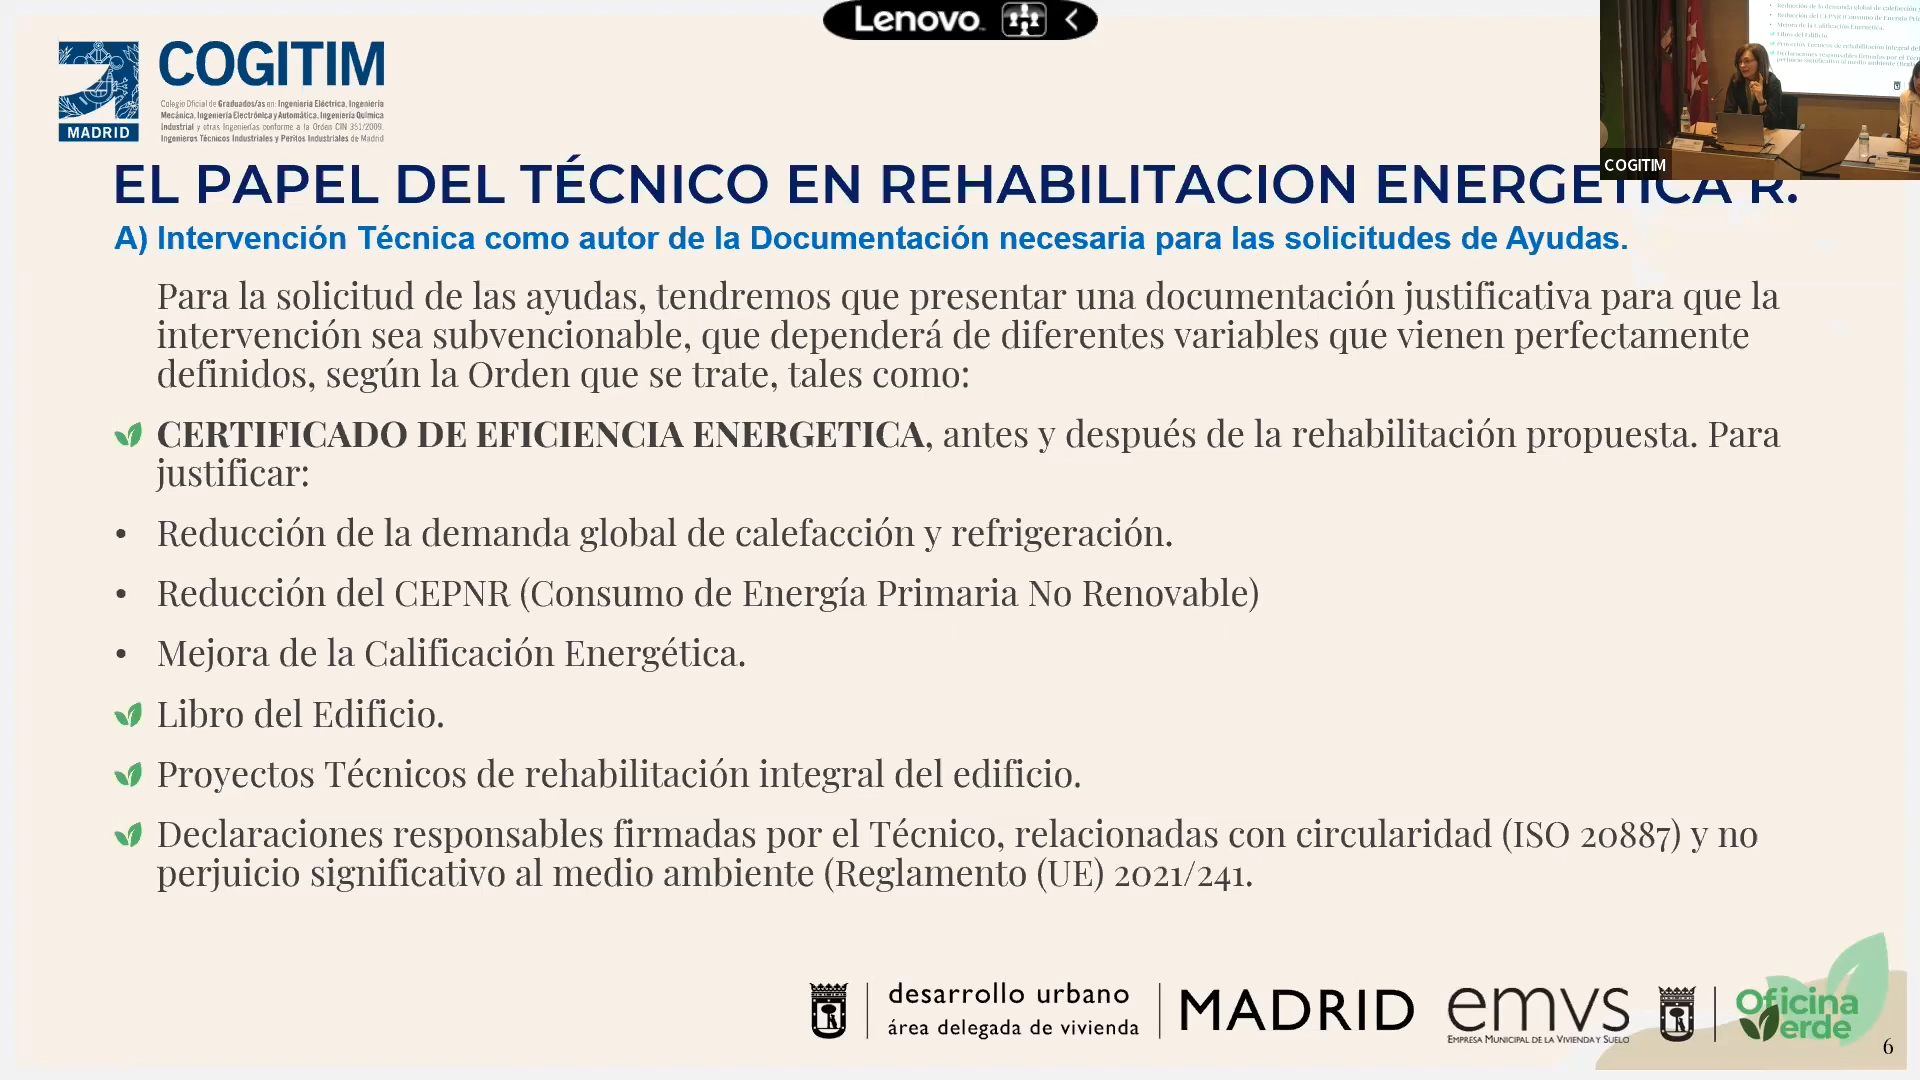 Lenovo
COGITIM
Colegio Oficial de Graduados/as en: Ingeniería Eléctrica, Ingeniería
Mecánica, Ingeniería Electrónica y Automática, Ingeniería Química
Industrial y otras Ingenierías conforme a la Orden CIN 351/2009.
Ingenieros Técnicos Industriales y Peritos Industriales de Madrid
MADRID
COGITIM
EL PAPEL DEL TÉCNICO EN REHABILITACION ENERGETICA R.
A) Intervención Técnica como autor de la Documentación necesaria para las solicitudes de Ayudas.
Para la solicitud de las ayudas, tendremos que presentar una documentación justificativa para que la
intervención sea subvencionable, que dependerá de diferentes variables que vienen perfectamente
definidos, según la Orden que se trate, tales como:
CERTIFICADO DE EFICIENCIA ENERGETICA, antes y después de la rehabilitación propuesta. Para
justificar:
• Reducción de la demanda global de calefacción y refrigeración.
• Reducción del CEPNR (Consumo de Energía Primaria No Renovable)
• Mejora de la Calificación Energética.
Libro del Edificio.
Proyectos Técnicos de rehabilitación integral del edificio.
Declaraciones responsables firmadas por el Técnico, relacionadas con circularidad (ISO 20887) y no
perjuicio significativo al medio ambiente (Reglamento (UE) 2021/241.
desarrollo urbano
área delegada de vivienda
MADRID
emvs
EMPRESA MUNICIPAL DE LA VIVIENDA Y SUELO
Oficina
Verde
6